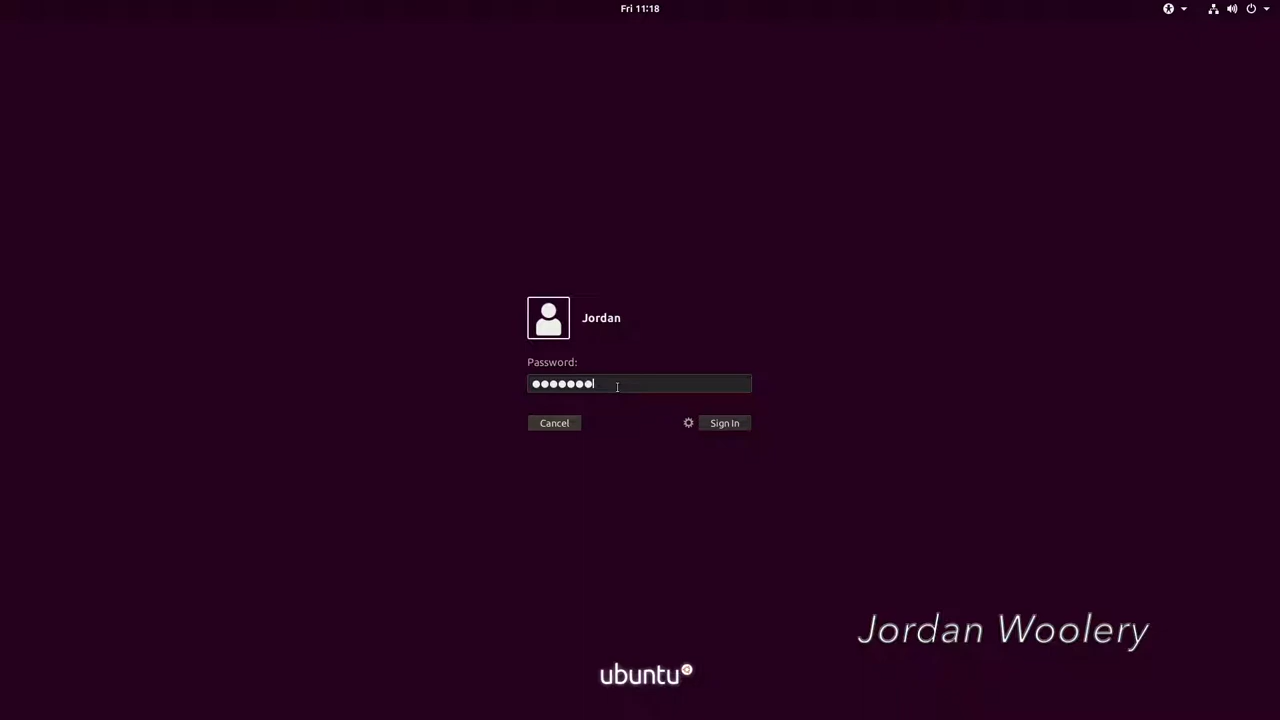 Fri 11:18
Jordan
Password:
Cancel
Sign In
Jordan Woolery
ubuntu